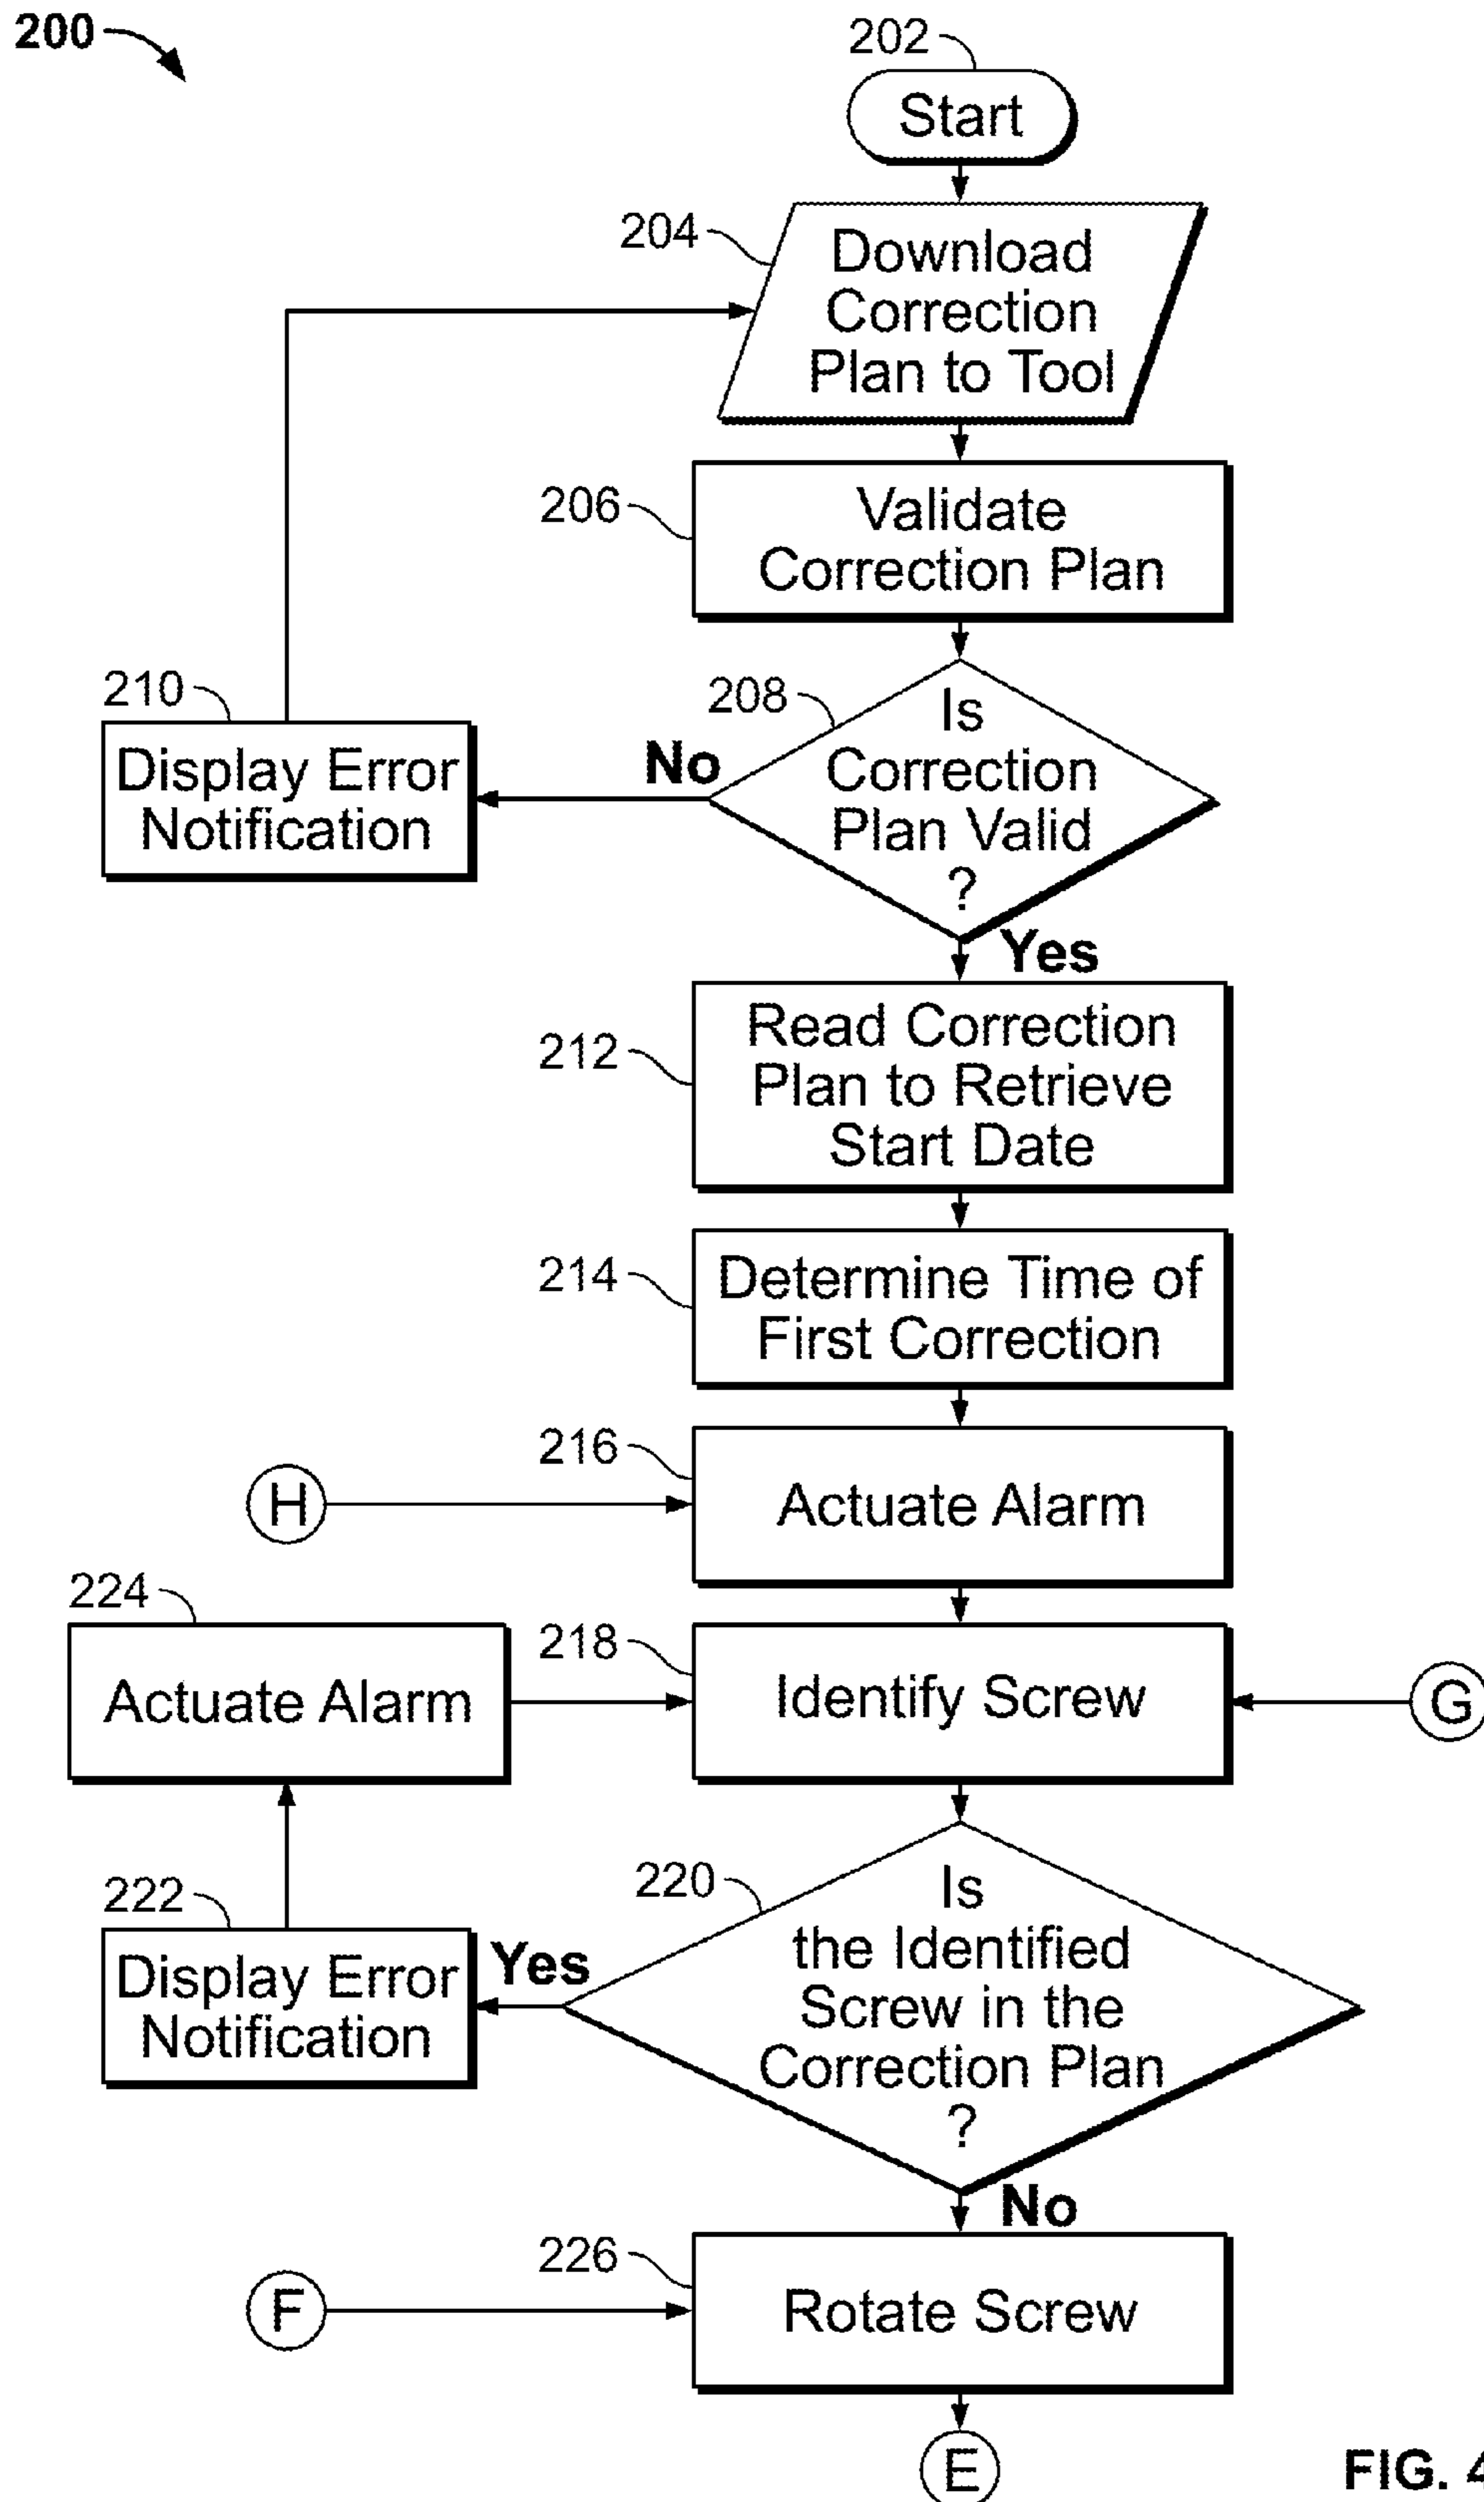 200
202
Start
204
Download
Correction
Plan to Tool
206
Validate
Correction Plan
210
208
Display Error
Notification
No
Is
Correction
Plan Valid
?
Yes
212
Read Correction
Plan to Retrieve
Start Date
214
Determine Time of
First Correction
216
H
Actuate Alarm
224
218
Actuate Alarm
Identify Screw
G
222
220
Display Error
Notification
Yes
Is
the Identified
Screw in the
Correction Plan
?
No
226
F
Rotate Screw
E
FIG. 4